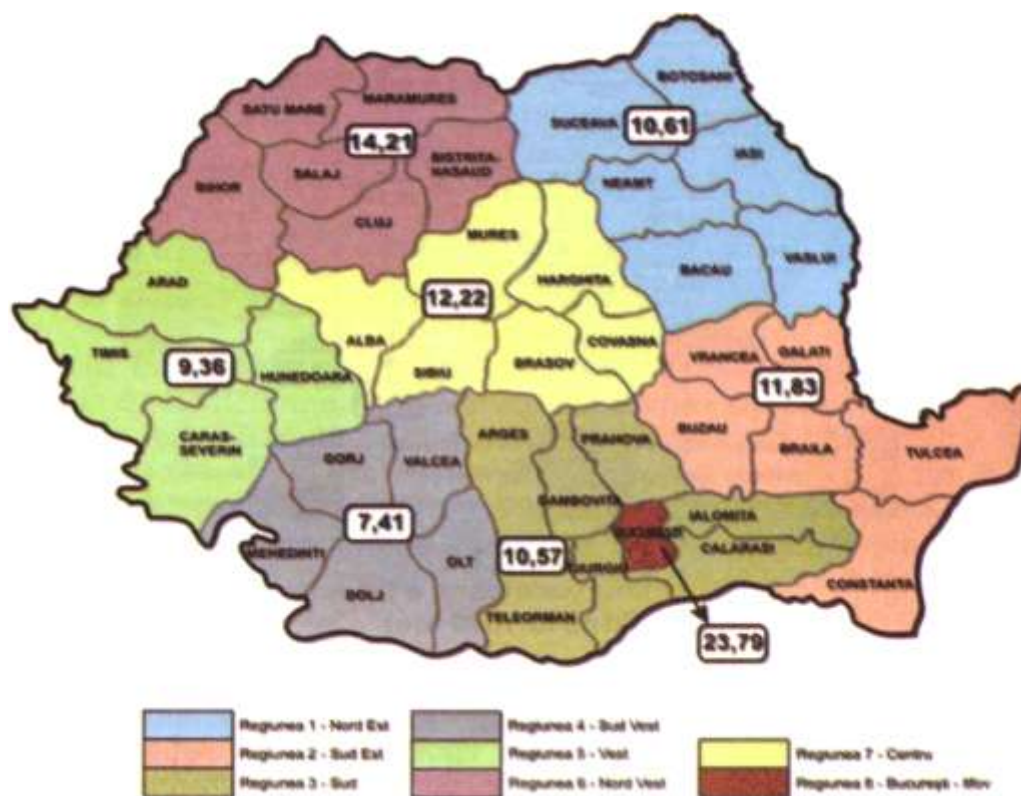 BOTOSANI
SATU MARE
MARAMURES
SUCEAVA
10,61
14,21
IASI
BISTRITA-
NASAUD
SALAJ
BIHOR
NEAMT
CLUJ
MURES
VASLUI
BACAU
ARAD
HARGHITA
12,22
ALBA
COVASNA
TIMIS
VRANCEA
GALATI
9,36
HUNEDOARA
SIBIU
BRASOV
11,83
CARAS-
SEVERIN
ARGES
PRAHOVA
BUZAU
BRAILA
TULCEA
GORJ
VALCEA
IALOMITA
7,41
MEHEDINTI
OLT
10,57
CALARASI
DOLJ
CONSTANTA
TELEORMAN
23,79
Regiunea 1 - Nord Est
Regiunea 2 - Sud Est
Regiunea 3 - Sud
Regiunea 4 - Sud Vest
Regiunea 5 - Vest
Regiunea 6 - Nord Vest
Regiunea 7 - Centru
Regiunea 8 - Bucureşti - Ilfov